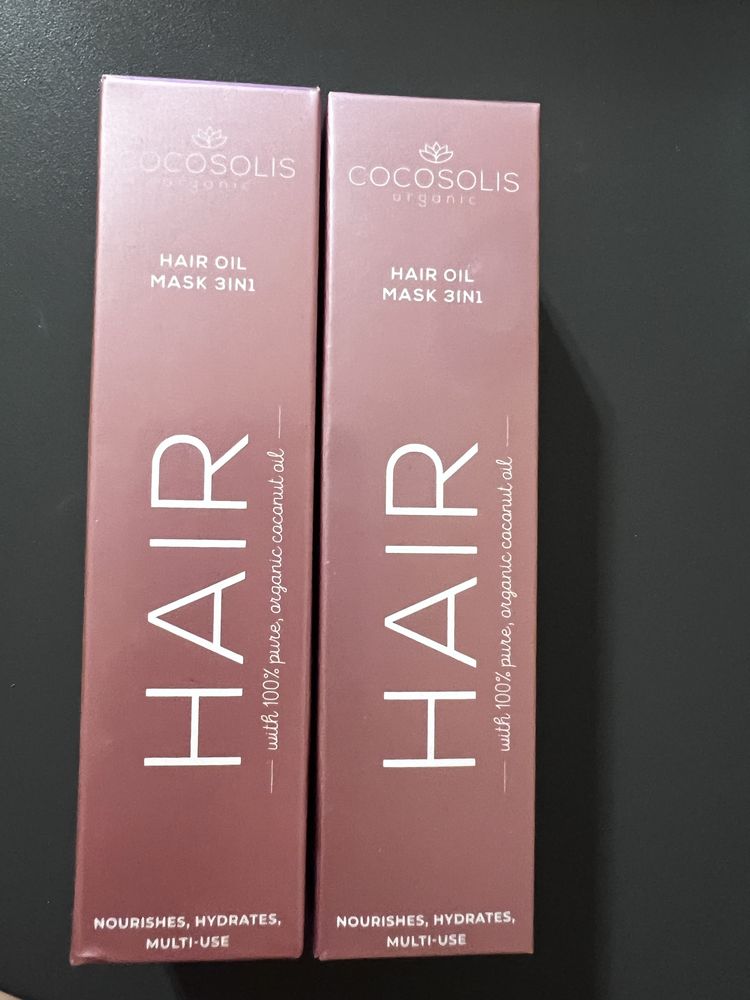 COCOSOLIS
organic
HAIR OIL
MASK 3IN1
HAIR
with 100% pure, organic coconut oil
NOURISHES, HYDRATES,
MULTI-USE
COCOSOLIS
organic
HAIR OIL
MASK 3IN1
HAIR
with 100% pure, organic coconut oil
NOURISHES, HYDRATES,
MULTI-USE